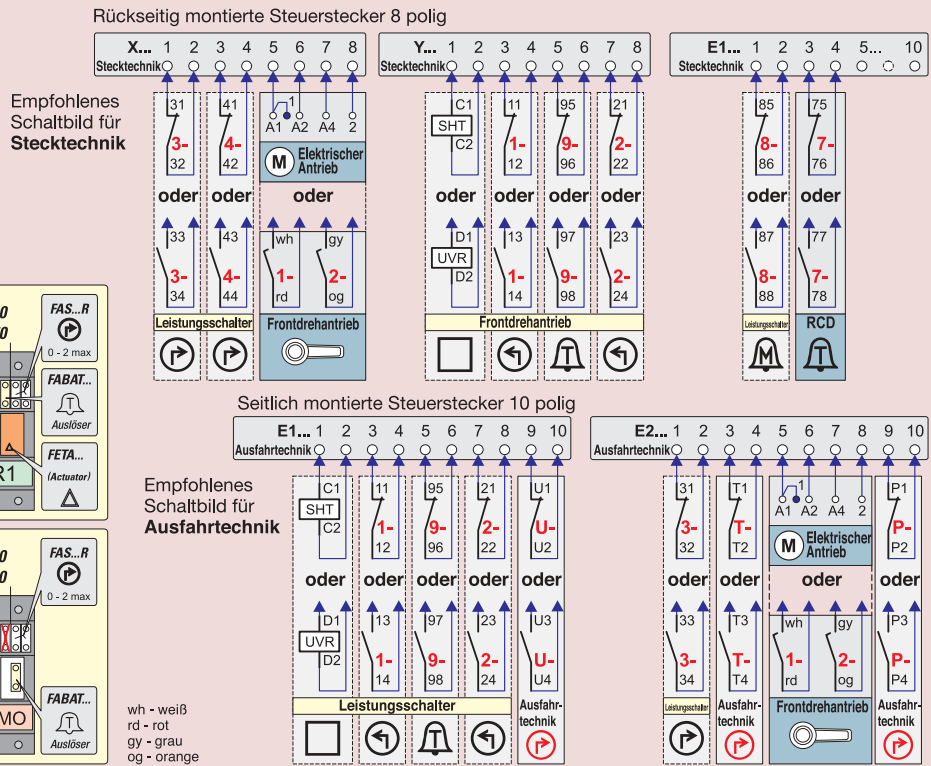 Rückseitig montierte Steuerstecker 8 polig
X... 1 2 3 4 5 6 7 8
Stecktechnik
Y... 1 2 3 4 5 6 7 8
Stecktechnik
E1... 1 2 3 4 5... 10
Stecktechnik
Empfohlenes
Schaltbild für
Stecktechnik
31 41 1 C1 11 95 21 85 75
A1 A2 A4 2
SHT
3- 4- 1- 9- 2- 8- 7-
32 42 C2 12 96 22 86 76
M Elektrischer
Antrieb
oder oder oder oder oder oder oder oder oder
33 43 wh gy D1 13 97 23 87 77
UVR
3- 4- 1- 2- 1- 9- 2- 8- 7-
34 44 rd og D2 14 98 24 88 78
Leistungsschalter Frontdrehantrieb Frontdrehantrieb Leistungsschalter RCD
T M T
0
0
FAS...R
0 - 2 max
FABAT...
T
Auslöser
FETA...
(Actuator)
R1
0
0
FAS...R
0 - 2 max
FABAT...
T
Auslöser
MO
Seitlich montierte Steuerstecker 10 polig
E1... 1 2 3 4 5 6 7 8 9 10
Ausfahrtechnik
E2... 1 2 3 4 5 6 7 8 9 10
Ausfahrtechnik
Empfohlenes
Schaltbild für
Ausfahrtechnik
C1 11 95 21 U1 31 T1 1 P1
A1 A2 A4 2
SHT
1- 9- 2- U- 3- T- P-
C2 12 96 22 U2 32 T2 P2
M Elektrischer
Antrieb
oder oder oder oder oder oder oder oder oder
D1 13 97 23 U3 33 T3 wh gy P3
UVR
1- 9- 2- U- 3- T- 1- 2- P-
D2 14 98 24 U4 34 T4 rd og P4
Leistungsschalter Ausfahr-
technik
Leistungsschalter Ausfahr-
technik
Frontdrehantrieb Ausfahr-
technik
T
wh - weiß
rd - rot
gy - grau
og - orange